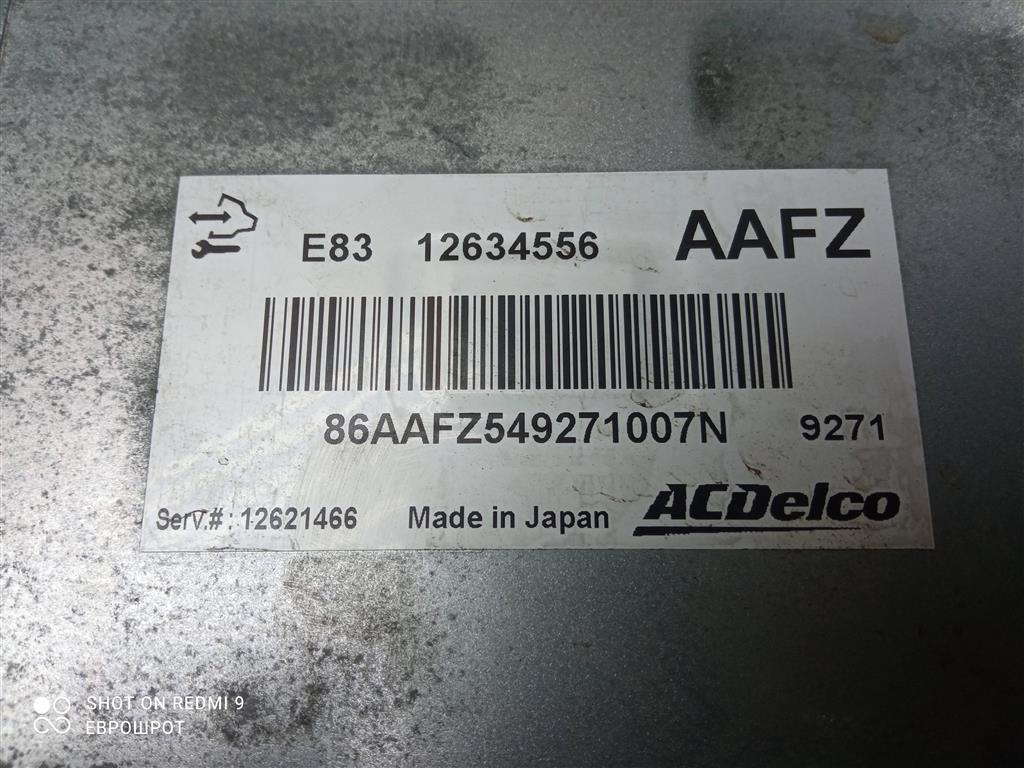 E83 12634556 AAFZ
86AAFZ549271007N 9271
Serv.#: 12621466 Made in Japan ACDelco
SHOT ON REDMI 9
ЕВРОШРОТ